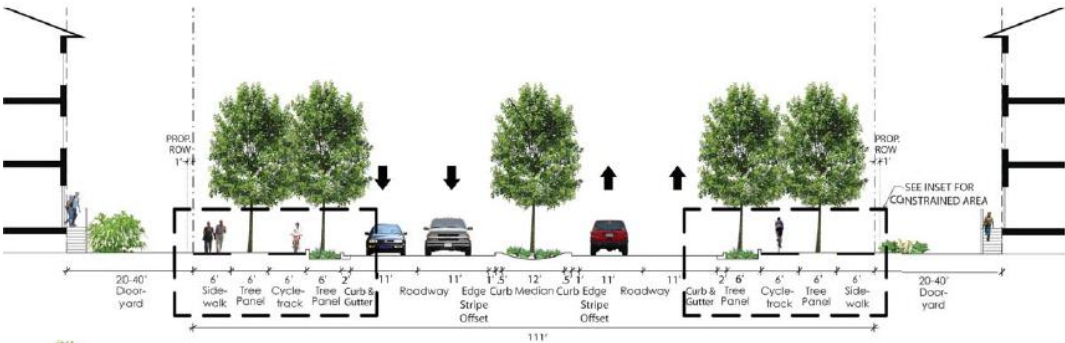 PROP.
ROW
1'
PROP.
ROW
1'
SEE INSET FOR
CONSTRAINED AREA
20-40'
Door-
yard
6'
Side-
walk
6'
Tree
Panel
6'
Cycle-
track
6'
Tree
Panel
2'
Curb &
Gutter
11'
Roadway
11'
1'
Edge
Stripe
Offset
.5'
Curb
12'
Median
.5'
Curb
1'
Edge
Stripe
Offset
11'
Roadway
11'
2'
Curb &
Gutter
6'
Tree
Panel
6'
Cycle-
track
6'
Tree
Panel
6'
Side-
walk
20-40'
Door-
yard
111'